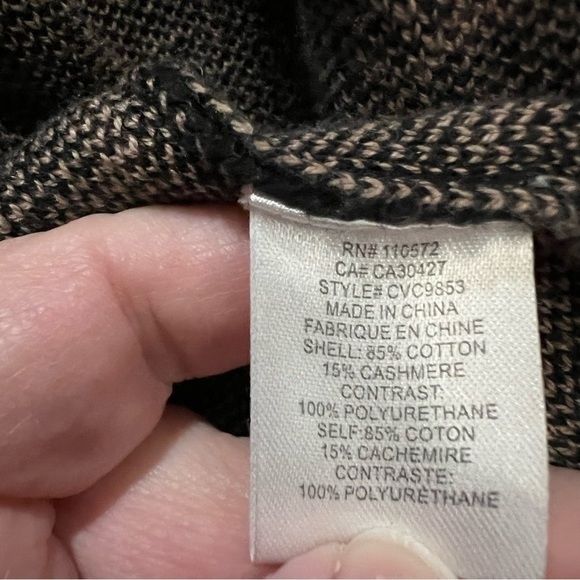 RN# 110572
CA# CA30427
STYLE# CVC9853
MADE IN CHINA
FABRIQUE EN CHINE
SHELL: 85% COTTON
15% CASHMERE
CONTRAST:
100% POLYURETHANE
SELF:85% COTON
15% CACHEMIRE
CONTRASTE:
100% POLYURÉTHANE